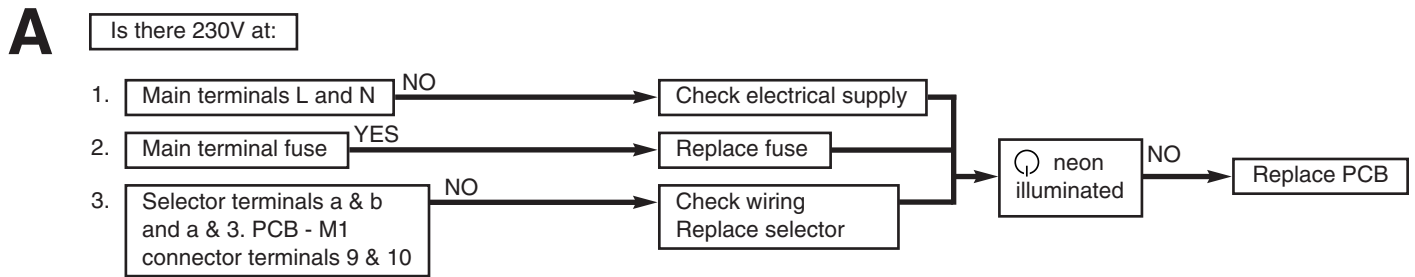 A
Is there 230V at:
1. Main terminals L and N
NO
Check electrical supply
2. Main terminal fuse
YES
Replace fuse
3. Selector terminals a & b
and a & 3. PCB - M1
connector terminals 9 & 10
NO
Check wiring
Replace selector
neon
illuminated
NO
Replace PCB